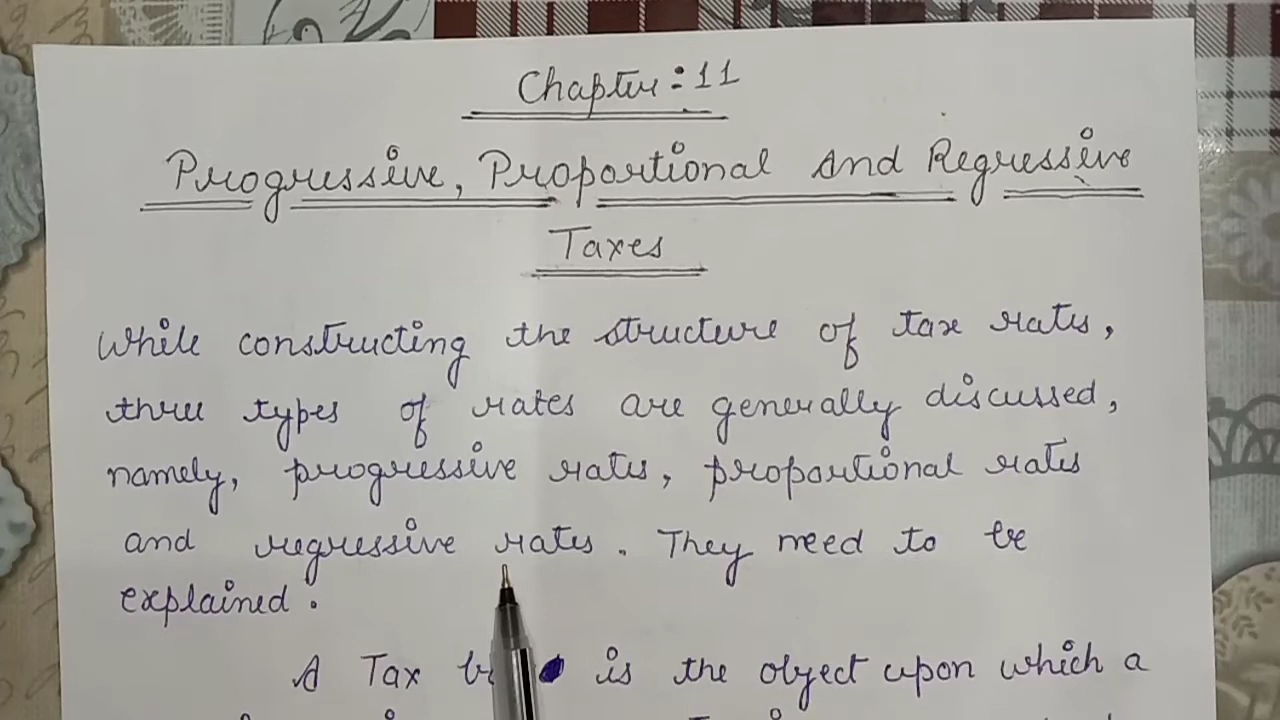 Chapter : 11
Progressive, Proportional And Regressive
Taxes
While constructing the structure of tax rates,
three types of rates are generally discussed,
namely, progressive rates, proportional rates
and regressive rates. They need to be
explained.
A Tax is the object upon which a